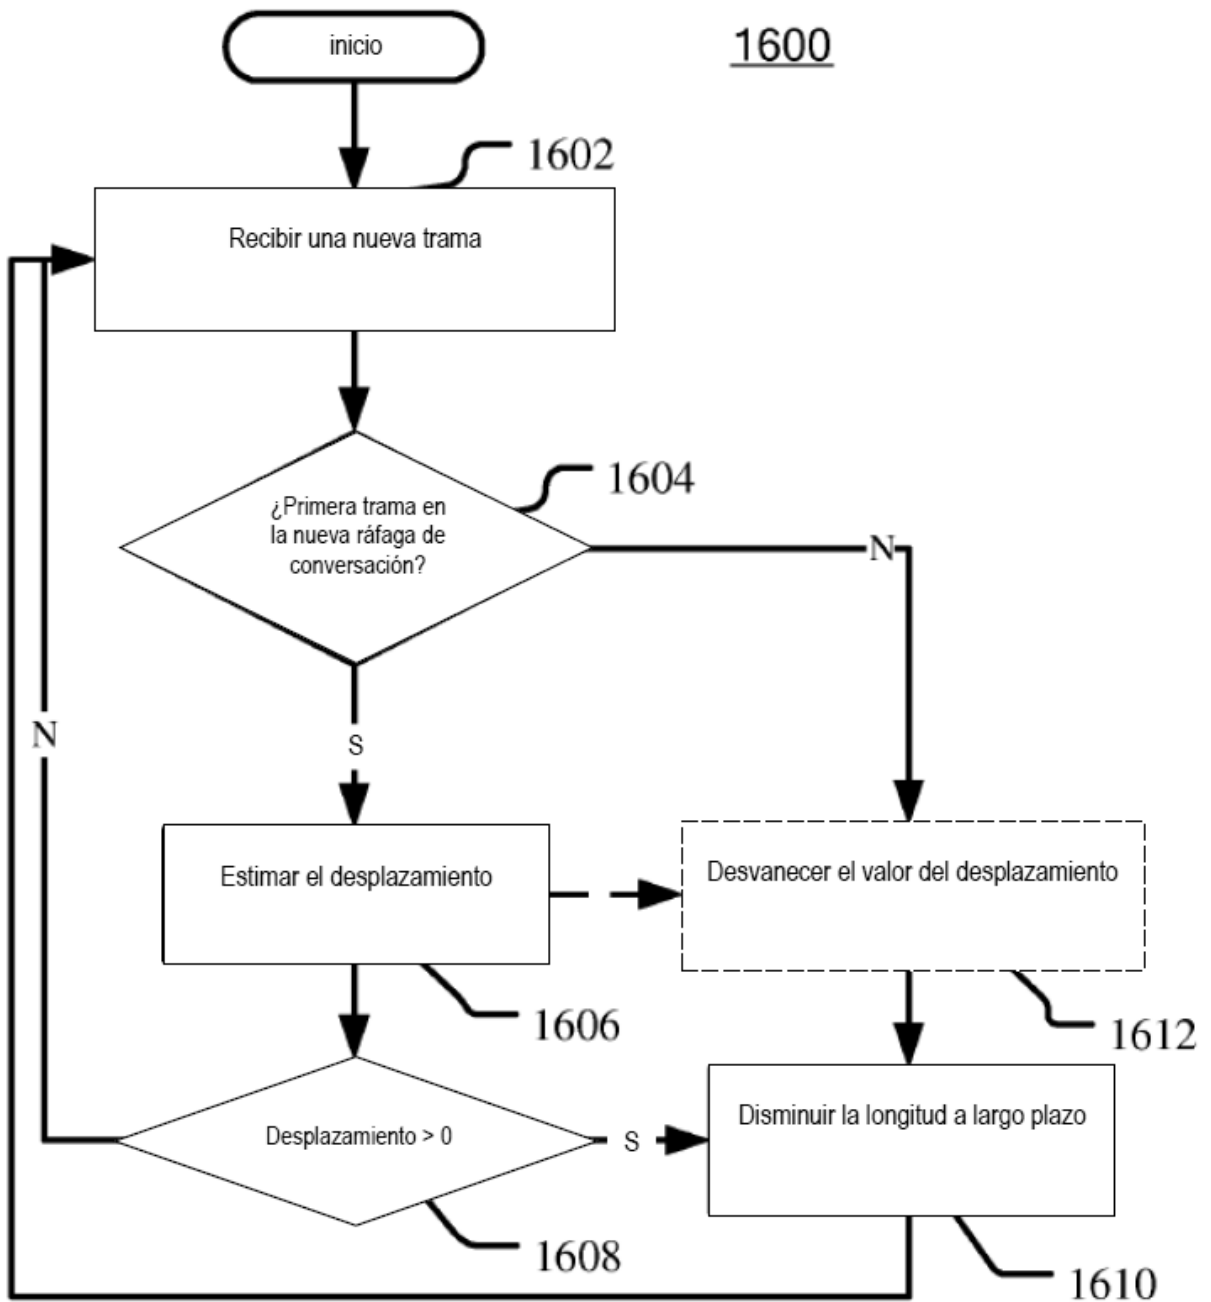 inicio
1600
1602
Recibir una nueva trama
1604
¿Primera trama en
la nueva ráfaga de
conversación?
N
N
S
Estimar el desplazamiento
Desvanecer el valor del desplazamiento
1606
1612
Desplazamiento > 0
S
Disminuir la longitud a largo plazo
1608
1610